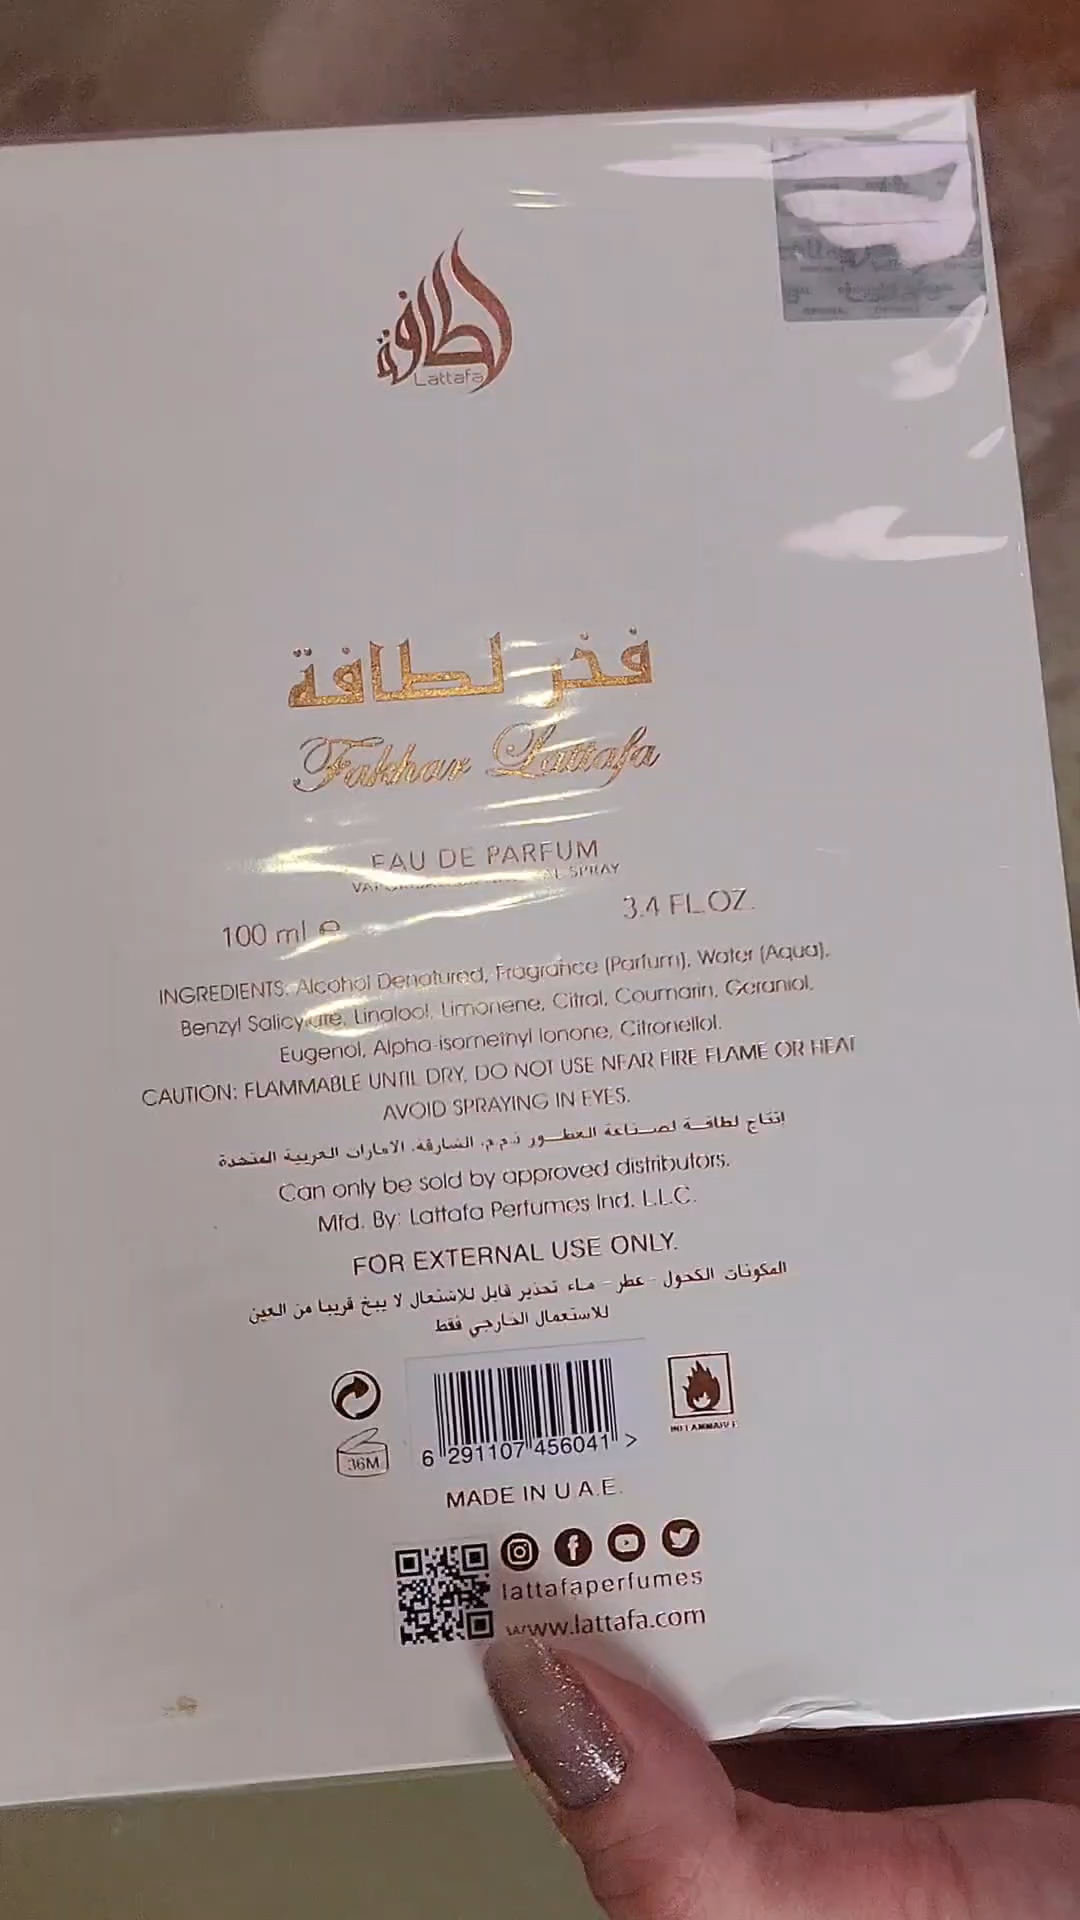 لطافة
Lattafa
فخر لطافة
Fakhar Lattafa
EAU DE PARFUM
SPRAY
100 ml ℮
3.4 FL.OZ.
INGREDIENTS: Alcohol Denatured, Fragrance (Parfum), Water (Aqua),
Benzyl Salicylate, Linalool, Limonene, Citral, Coumarin, Geraniol,
Eugenol, Alpha-isomethyl Ionone, Citronellol.
CAUTION: FLAMMABLE UNTIL DRY, DO NOT USE NEAR FIRE FLAME OR HEAT
AVOID SPRAYING IN EYES.
إنتاج لطافة لصناعة العطور ذ.م.م. الشارقة. الامارات العربية المتحدة
Can only be sold by approved distributors.
Mfd. By: Lattafa Perfumes Ind. L.L.C.
FOR EXTERNAL USE ONLY.
المكونات الكحول - عطر - ماء تحذير قابل للاشتعال لا يبخ قريبا من العين
للاستعمال الخارجي فقط
36M
6 291107 456041 >
INFLAMMABLE
MADE IN U.A.E.
lattafaperfumes
www.lattafa.com